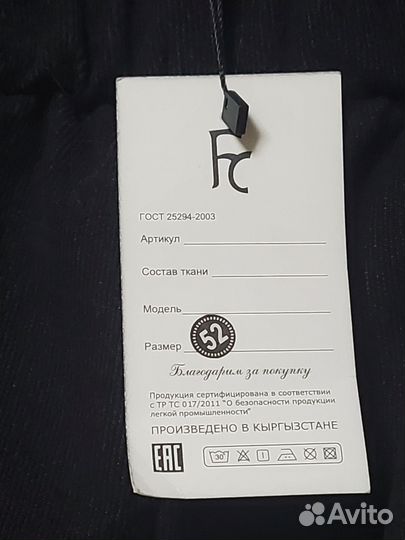 Fc
ГОСТ 25294-2003
Артикул
Состав ткани
Модель
Размер 52
Благодарим за покупку
Продукция сертифицирована в соответствии
с ТР ТС 017/2011 "О безопасности продукции
легкой промышленности"
ПРОИЗВЕДЕНО В КЫРГЫЗСТАНЕ
EAC 30°
Avito